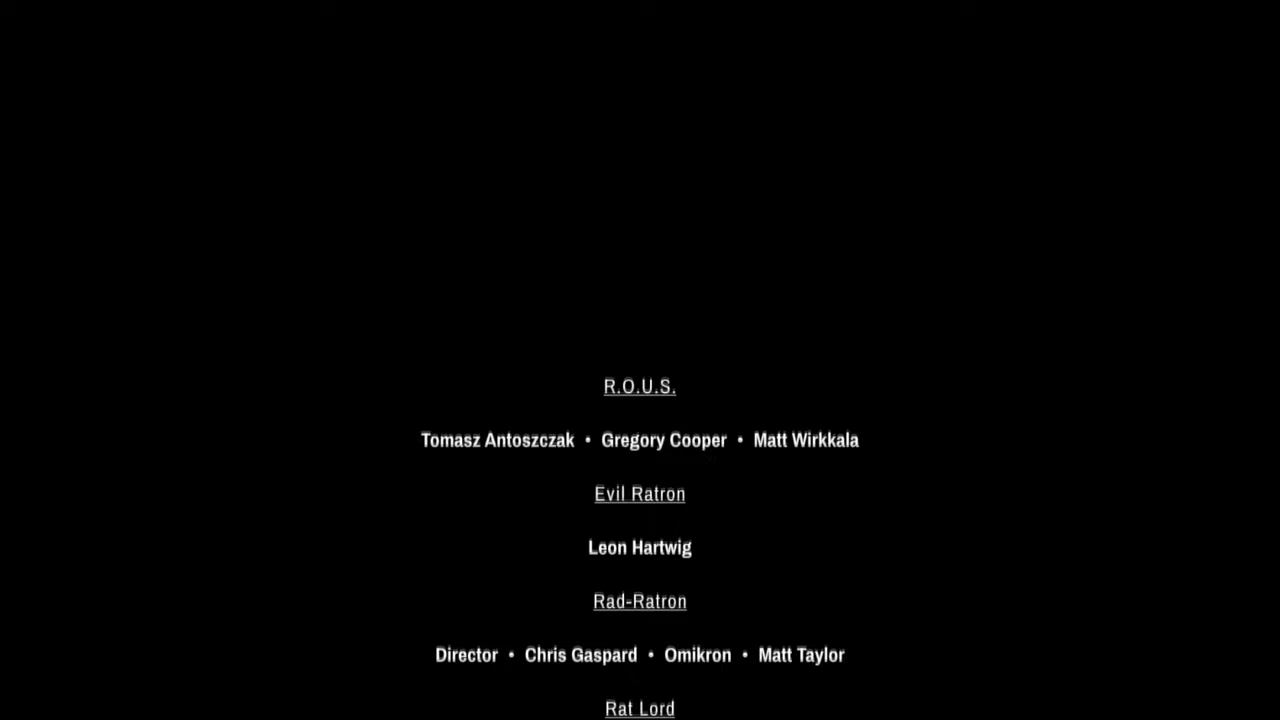 R.O.U.S.
Tomasz Antoszczak • Gregory Cooper • Matt Wirkkala
Evil Ratron
Leon Hartwig
Rad-Ratron
Director • Chris Gaspard • Omikron • Matt Taylor
Rat Lord